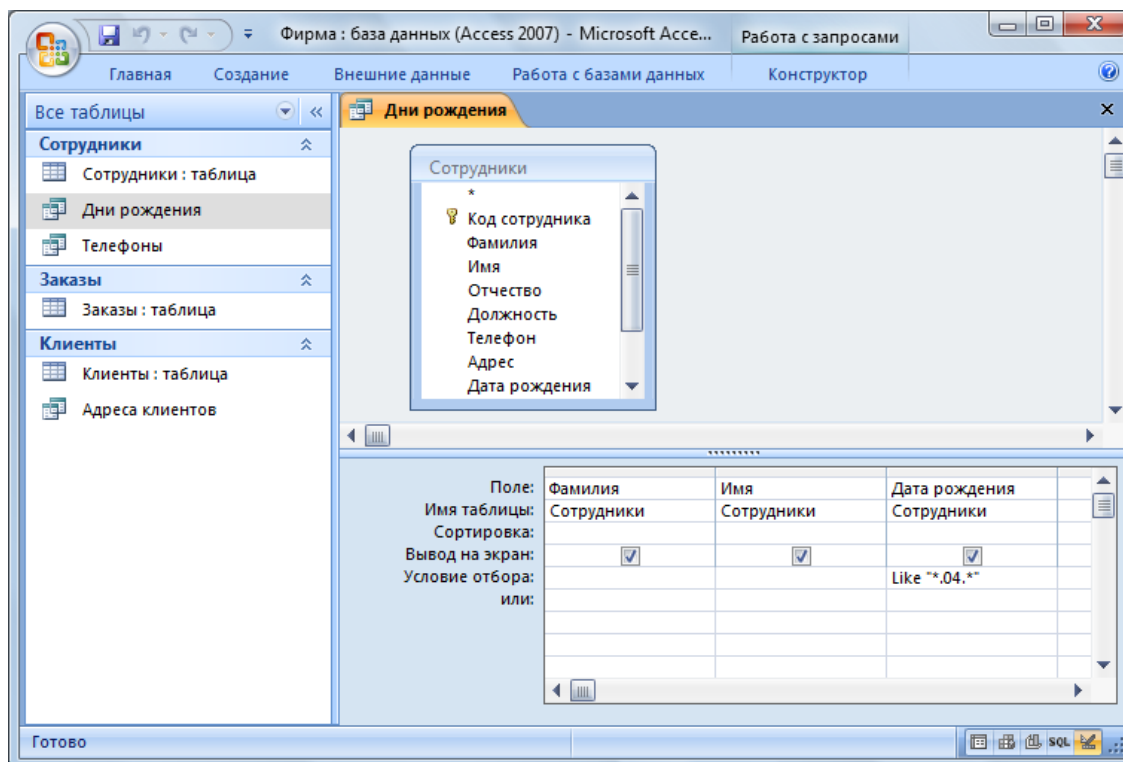 Фирма : база данных (Access 2007) - Microsoft Acce...
Работа с запросами
Главная Создание Внешние данные Работа с базами данных Конструктор
Все таблицы
Дни рождения
Сотрудники
Сотрудники : таблица
Дни рождения
Телефоны
Заказы
Заказы : таблица
Клиенты
Клиенты : таблица
Адреса клиентов
Сотрудники
*
Код сотрудника
Фамилия
Имя
Отчество
Должность
Телефон
Адрес
Дата рождения
Поле: Фамилия Имя Дата рождения
Имя таблицы: Сотрудники Сотрудники Сотрудники
Сортировка:
Вывод на экран:
Условие отбора: Like "*.04.*"
или:
Готово
SQL